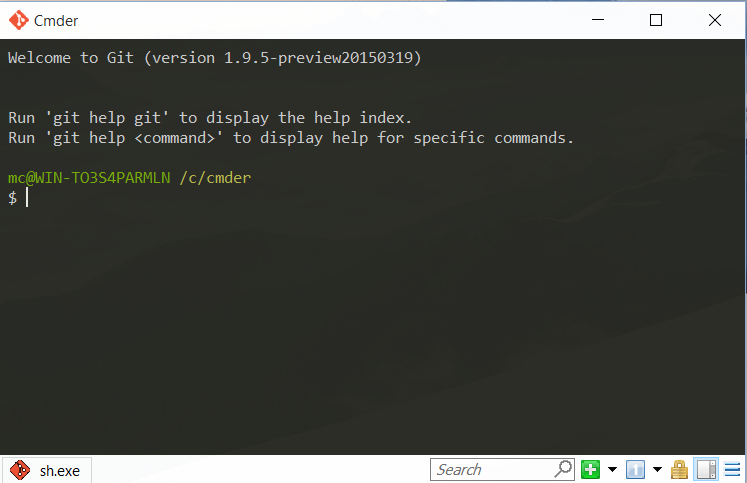 Cmder
Welcome to Git (version 1.9.5-preview20150319)
Run 'git help git' to display the help index.
Run 'git help <command>' to display help for specific commands.
mc@WIN-TO3S4PARMLN /c/cmder
$
sh.exe
Search